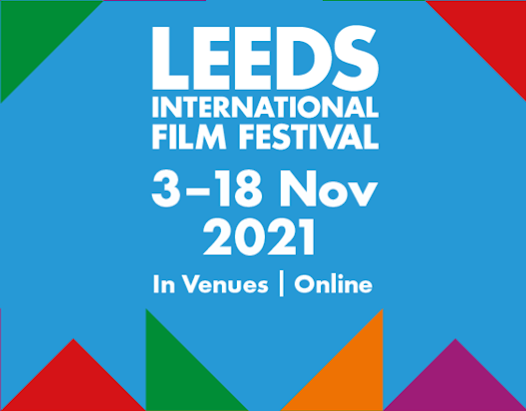 LEEDS
INTERNATIONAL
FILM FESTIVAL
3–18 Nov
2021
In Venues | Online